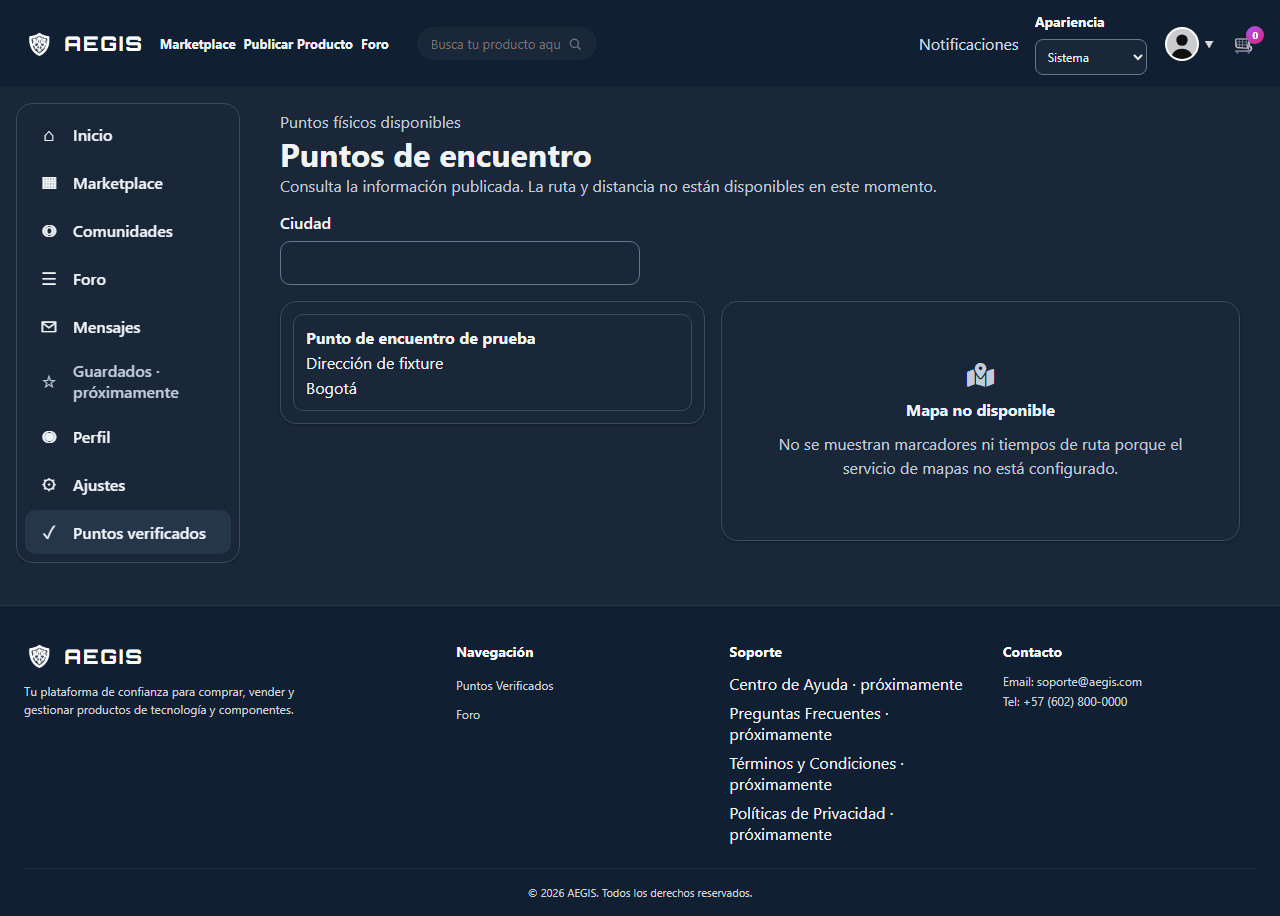 AEGIS
Marketplace Publicar Producto Foro
Busca tu producto aqu
Notificaciones
Apariencia
Sistema
0
Inicio
Marketplace
Comunidades
Foro
Mensajes
Guardados ·
próximamente
Perfil
Ajustes
Puntos verificados
Puntos físicos disponibles
Puntos de encuentro
Consulta la información publicada. La ruta y distancia no están disponibles en este momento.
Ciudad
Punto de encuentro de prueba
Dirección de fixture
Bogotá
Mapa no disponible
No se muestran marcadores ni tiempos de ruta porque el
servicio de mapas no está configurado.
AEGIS
Tu plataforma de confianza para comprar, vender y
gestionar productos de tecnología y componentes.
Navegación
Puntos Verificados
Foro
Soporte
Centro de Ayuda · próximamente
Preguntas Frecuentes ·
próximamente
Términos y Condiciones ·
próximamente
Políticas de Privacidad ·
próximamente
Contacto
Email: soporte@aegis.com
Tel: +57 (602) 800-0000
© 2026 AEGIS. Todos los derechos reservados.